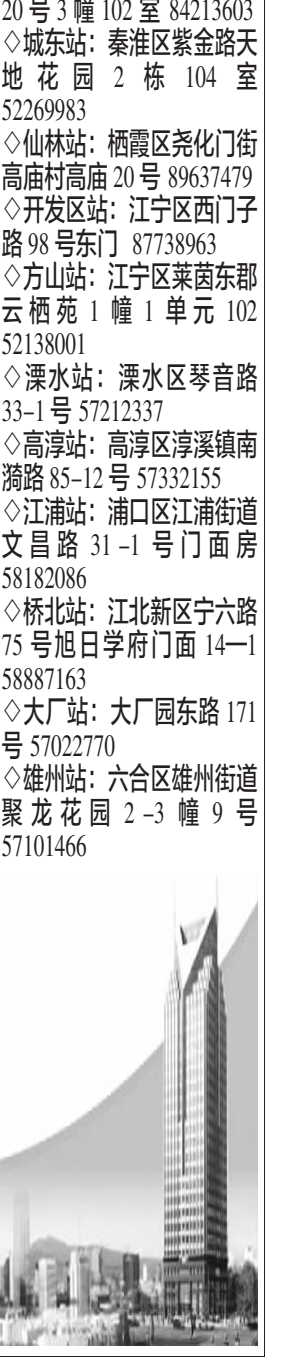 20 号 3 幢 102 室 84213603
◇城东站：秦淮区紫金路天
地花园 2 栋 104 室
52269983
◇仙林站：栖霞区尧化门街
高庙村高庙 20 号 89637479
◇开发区站：江宁区西门子
路 98 号东门 87738963
◇方山站：江宁区莱茵东郡
云栖苑 1 幢 1 单元 102
52138001
◇溧水站：溧水区琴音路
33-1 号 57212337
◇高淳站：高淳区淳溪镇南
漪路 85-12 号 57332155
◇江浦站：浦口区江浦街道
文昌路 31-1 号门面房
58182086
◇桥北站：江北新区宁六路
75 号旭日学府门面 14—1
58887163
◇大厂站：大厂园东路 171
号 57022770
◇雄州站：六合区雄州街道
聚龙花园 2-3 幢 9 号
57101466